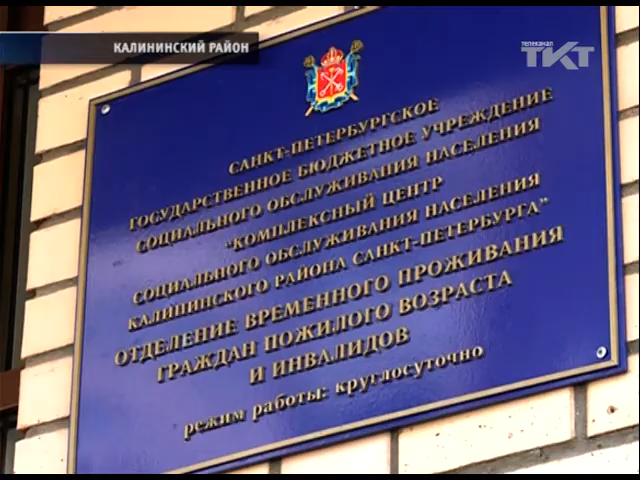 КАЛИНИНСКИЙ РАЙОН
телеканал
ТКТ
САНКТ-ПЕТЕРБУРГСКОЕ
ГОСУДАРСТВЕННОЕ БЮДЖЕТНОЕ УЧРЕЖДЕНИЕ
СОЦИАЛЬНОГО ОБСЛУЖИВАНИЯ НАСЕЛЕНИЯ
"КОМПЛЕКСНЫЙ ЦЕНТР
СОЦИАЛЬНОГО ОБСЛУЖИВАНИЯ НАСЕЛЕНИЯ
КАЛИНИНСКОГО РАЙОНА САНКТ-ПЕТЕРБУРГА"
ОТДЕЛЕНИЕ ВРЕМЕННОГО ПРОЖИВАНИЯ
ГРАЖДАН ПОЖИЛОГО ВОЗРАСТА
И ИНВАЛИДОВ
режим работы: круглосуточно